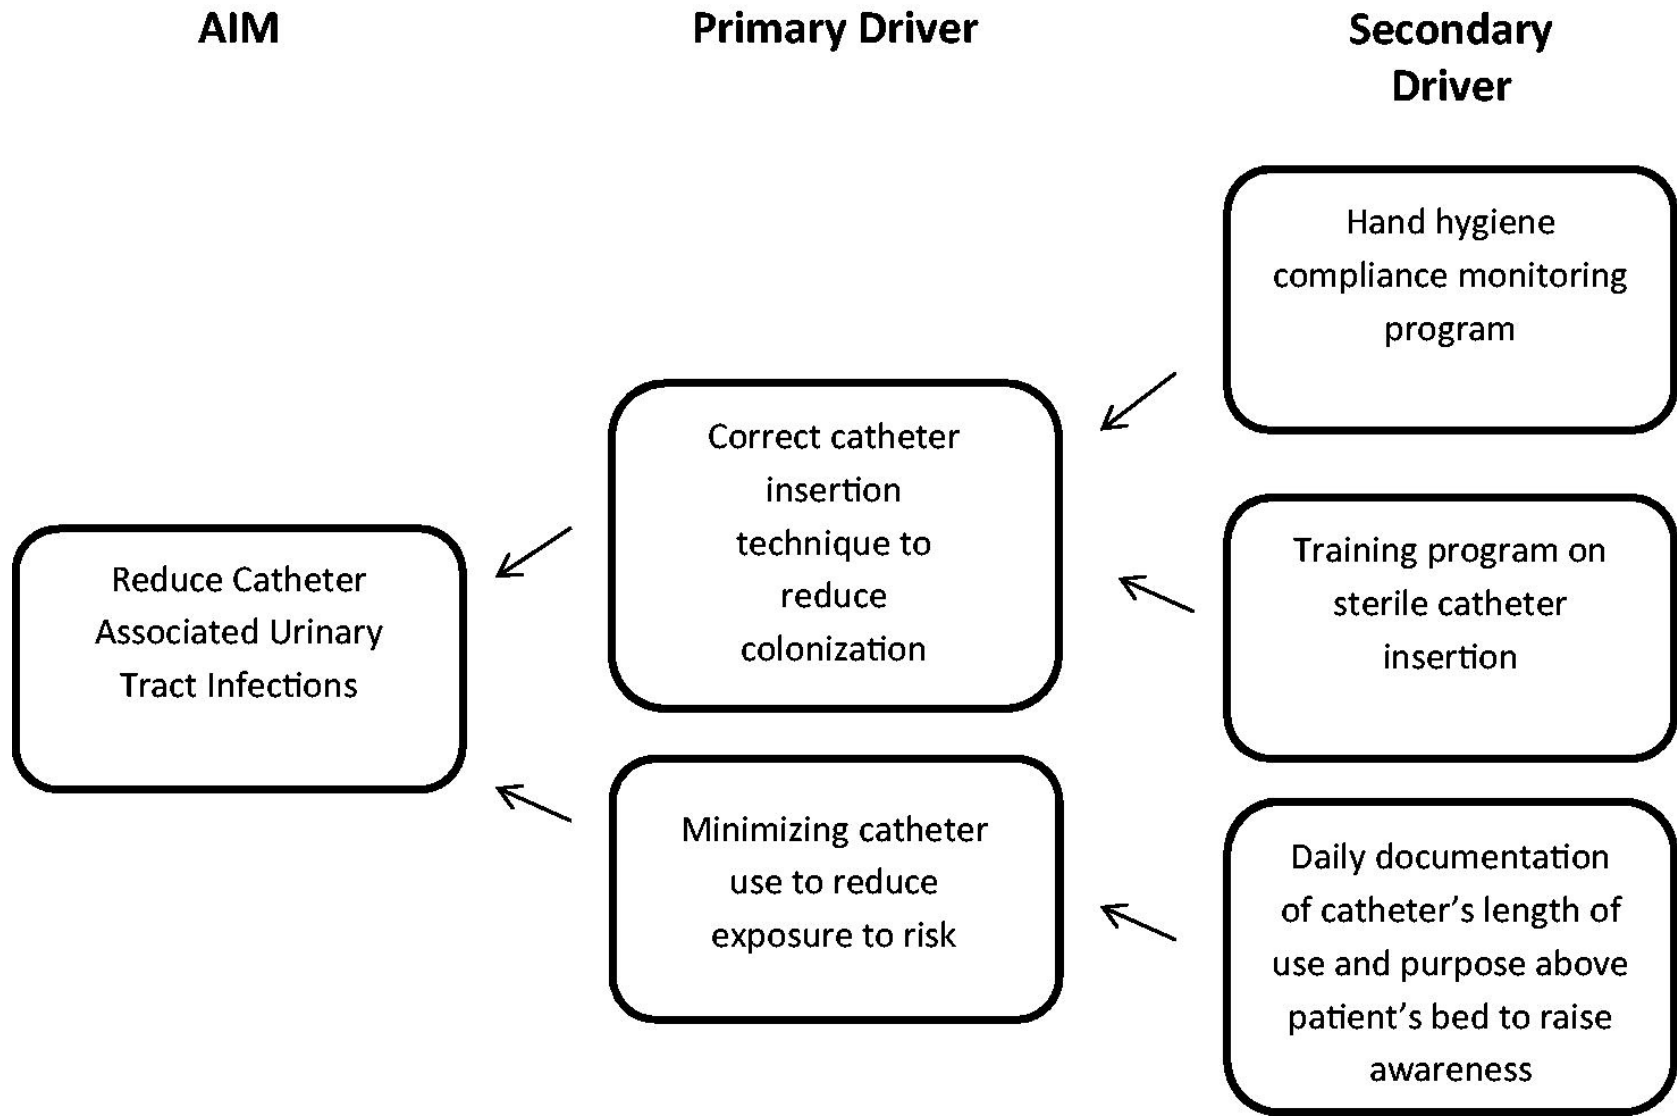 AIM
Primary Driver
Secondary
Driver
Hand hygiene
compliance monitoring
program
Correct catheter
insertion
technique to
reduce
colonization
Training program on
sterile catheter
insertion
Reduce Catheter
Associated Urinary
Tract Infections
Minimizing catheter
use to reduce
exposure to risk
Daily documentation
of catheter’s length of
use and purpose above
patient’s bed to raise
awareness